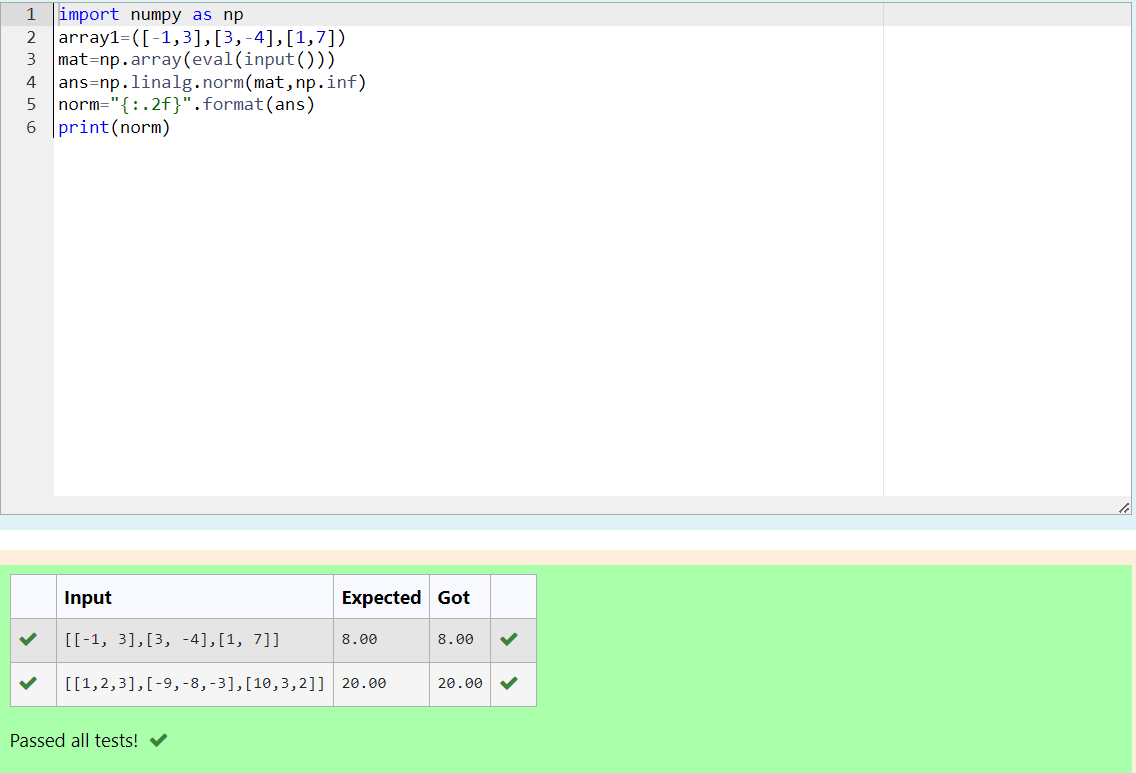 1 import numpy as np
2 array1=([-1,3],[3,-4],[1,7])
3 mat=np.array(eval(input()))
4 ans=np.linalg.norm(mat,np.inf)
5 norm="{:.2f}".format(ans)
6 print(norm)
Input Expected Got
[[-1, 3],[3, -4],[1, 7]] 8.00 8.00
[[1,2,3],[-9,-8,-3],[10,3,2]] 20.00 20.00
Passed all tests!